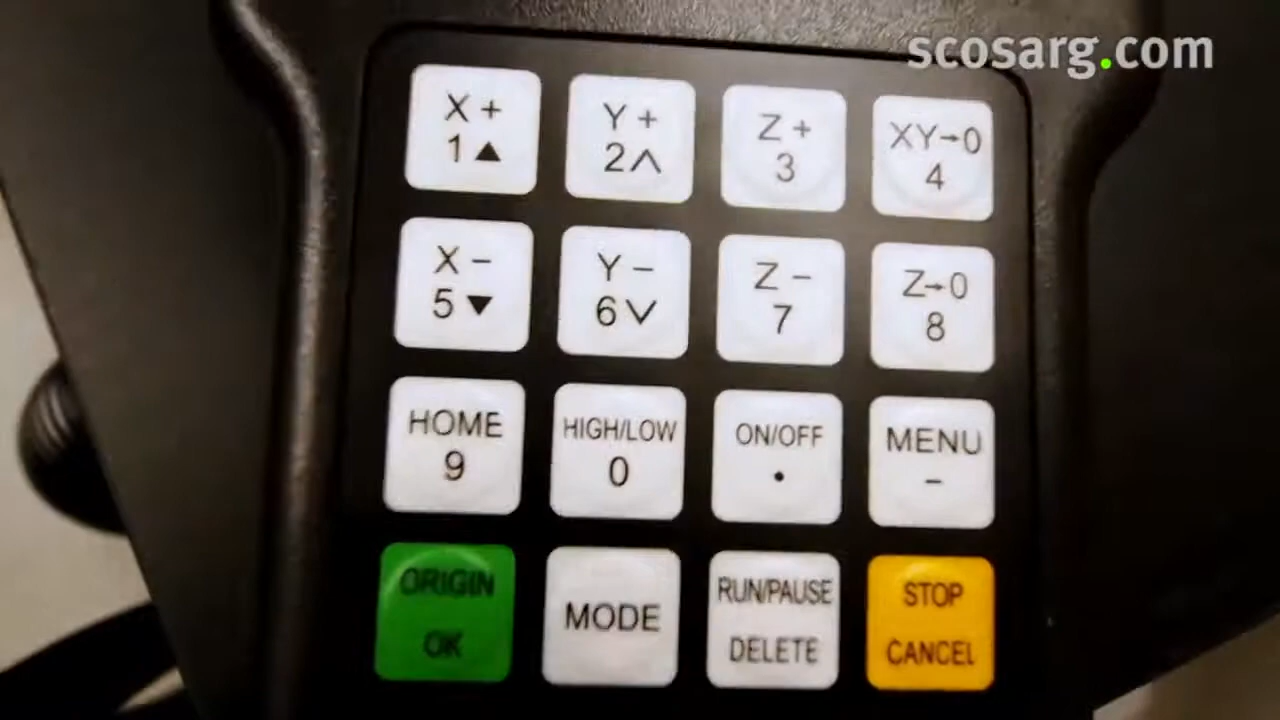 scosarg.com
X +
1 ▲
Y +
2 ∧
Z +
3
XY→0
4
X −
5 ▼
Y −
6 ∨
Z −
7
Z→0
8
HOME
9
HIGH/LOW
0
ON/OFF
•
MENU
−
ORIGIN
OK
MODE
RUN/PAUSE
DELETE
STOP
CANCEL